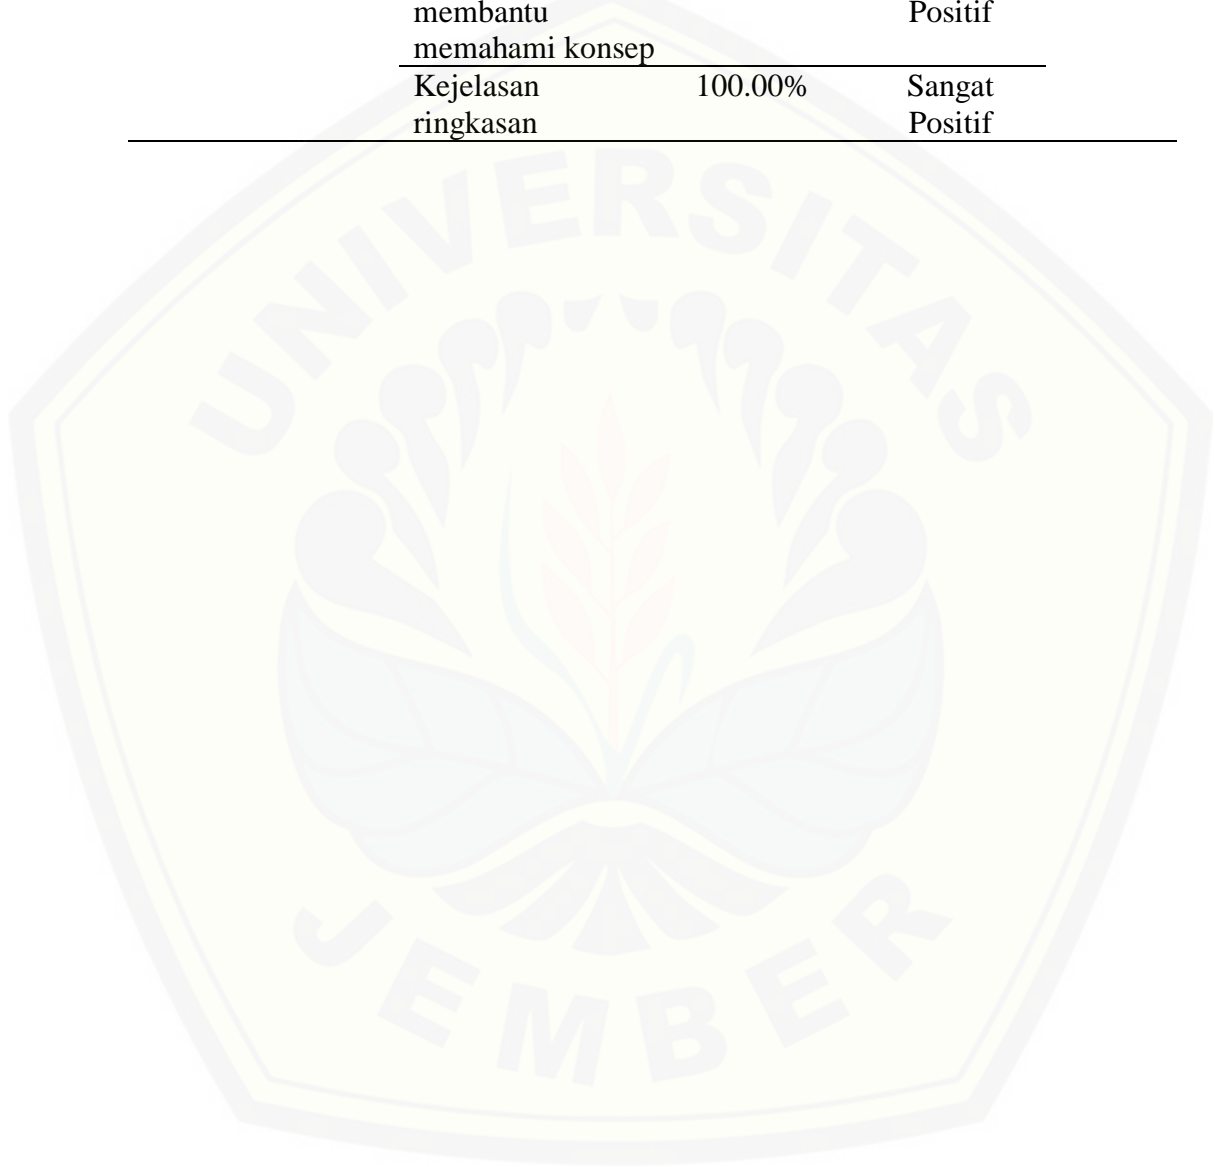 membantu Positif
memahami konsep
Kejelasan 100.00% Sangat
ringkasan Positif
UNIVERSITAS
JEMBER